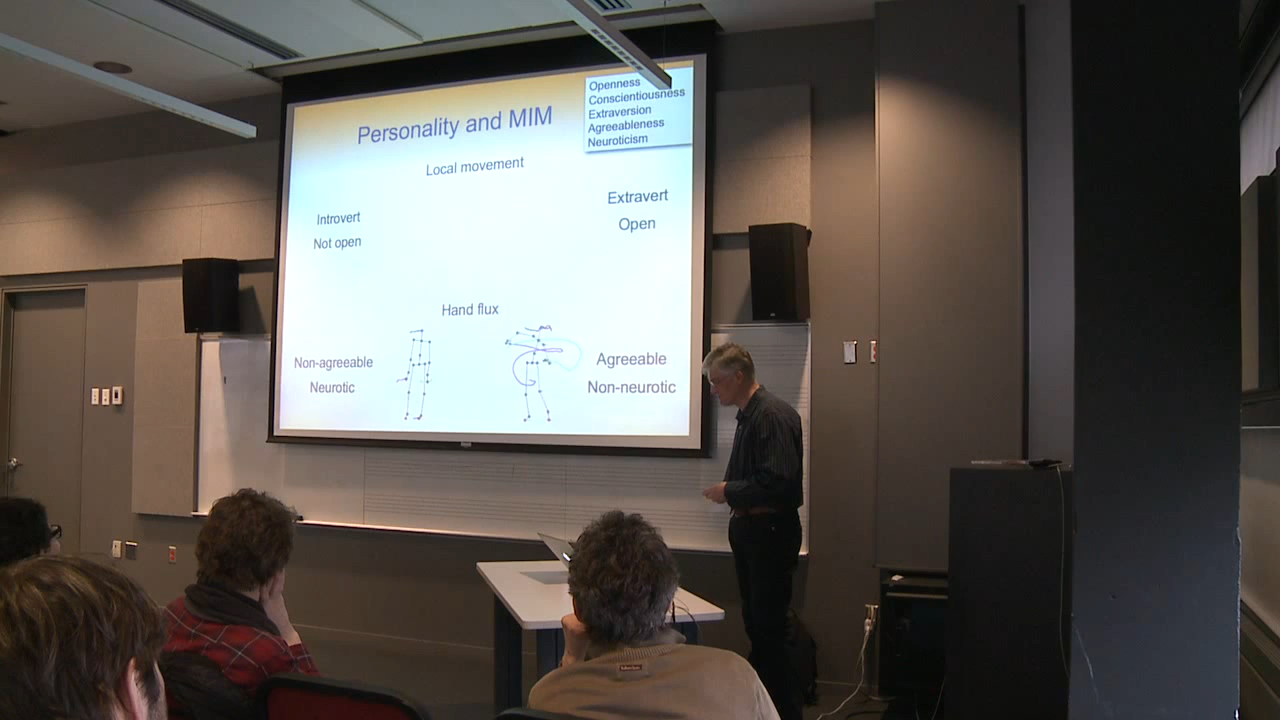 Openness
Conscientiousness
Extraversion
Agreeableness
Neuroticism
Personality and MIM
Local movement
Introvert
Not open
Extravert
Open
Hand flux
Non-agreeable
Neurotic
Agreeable
Non-neurotic